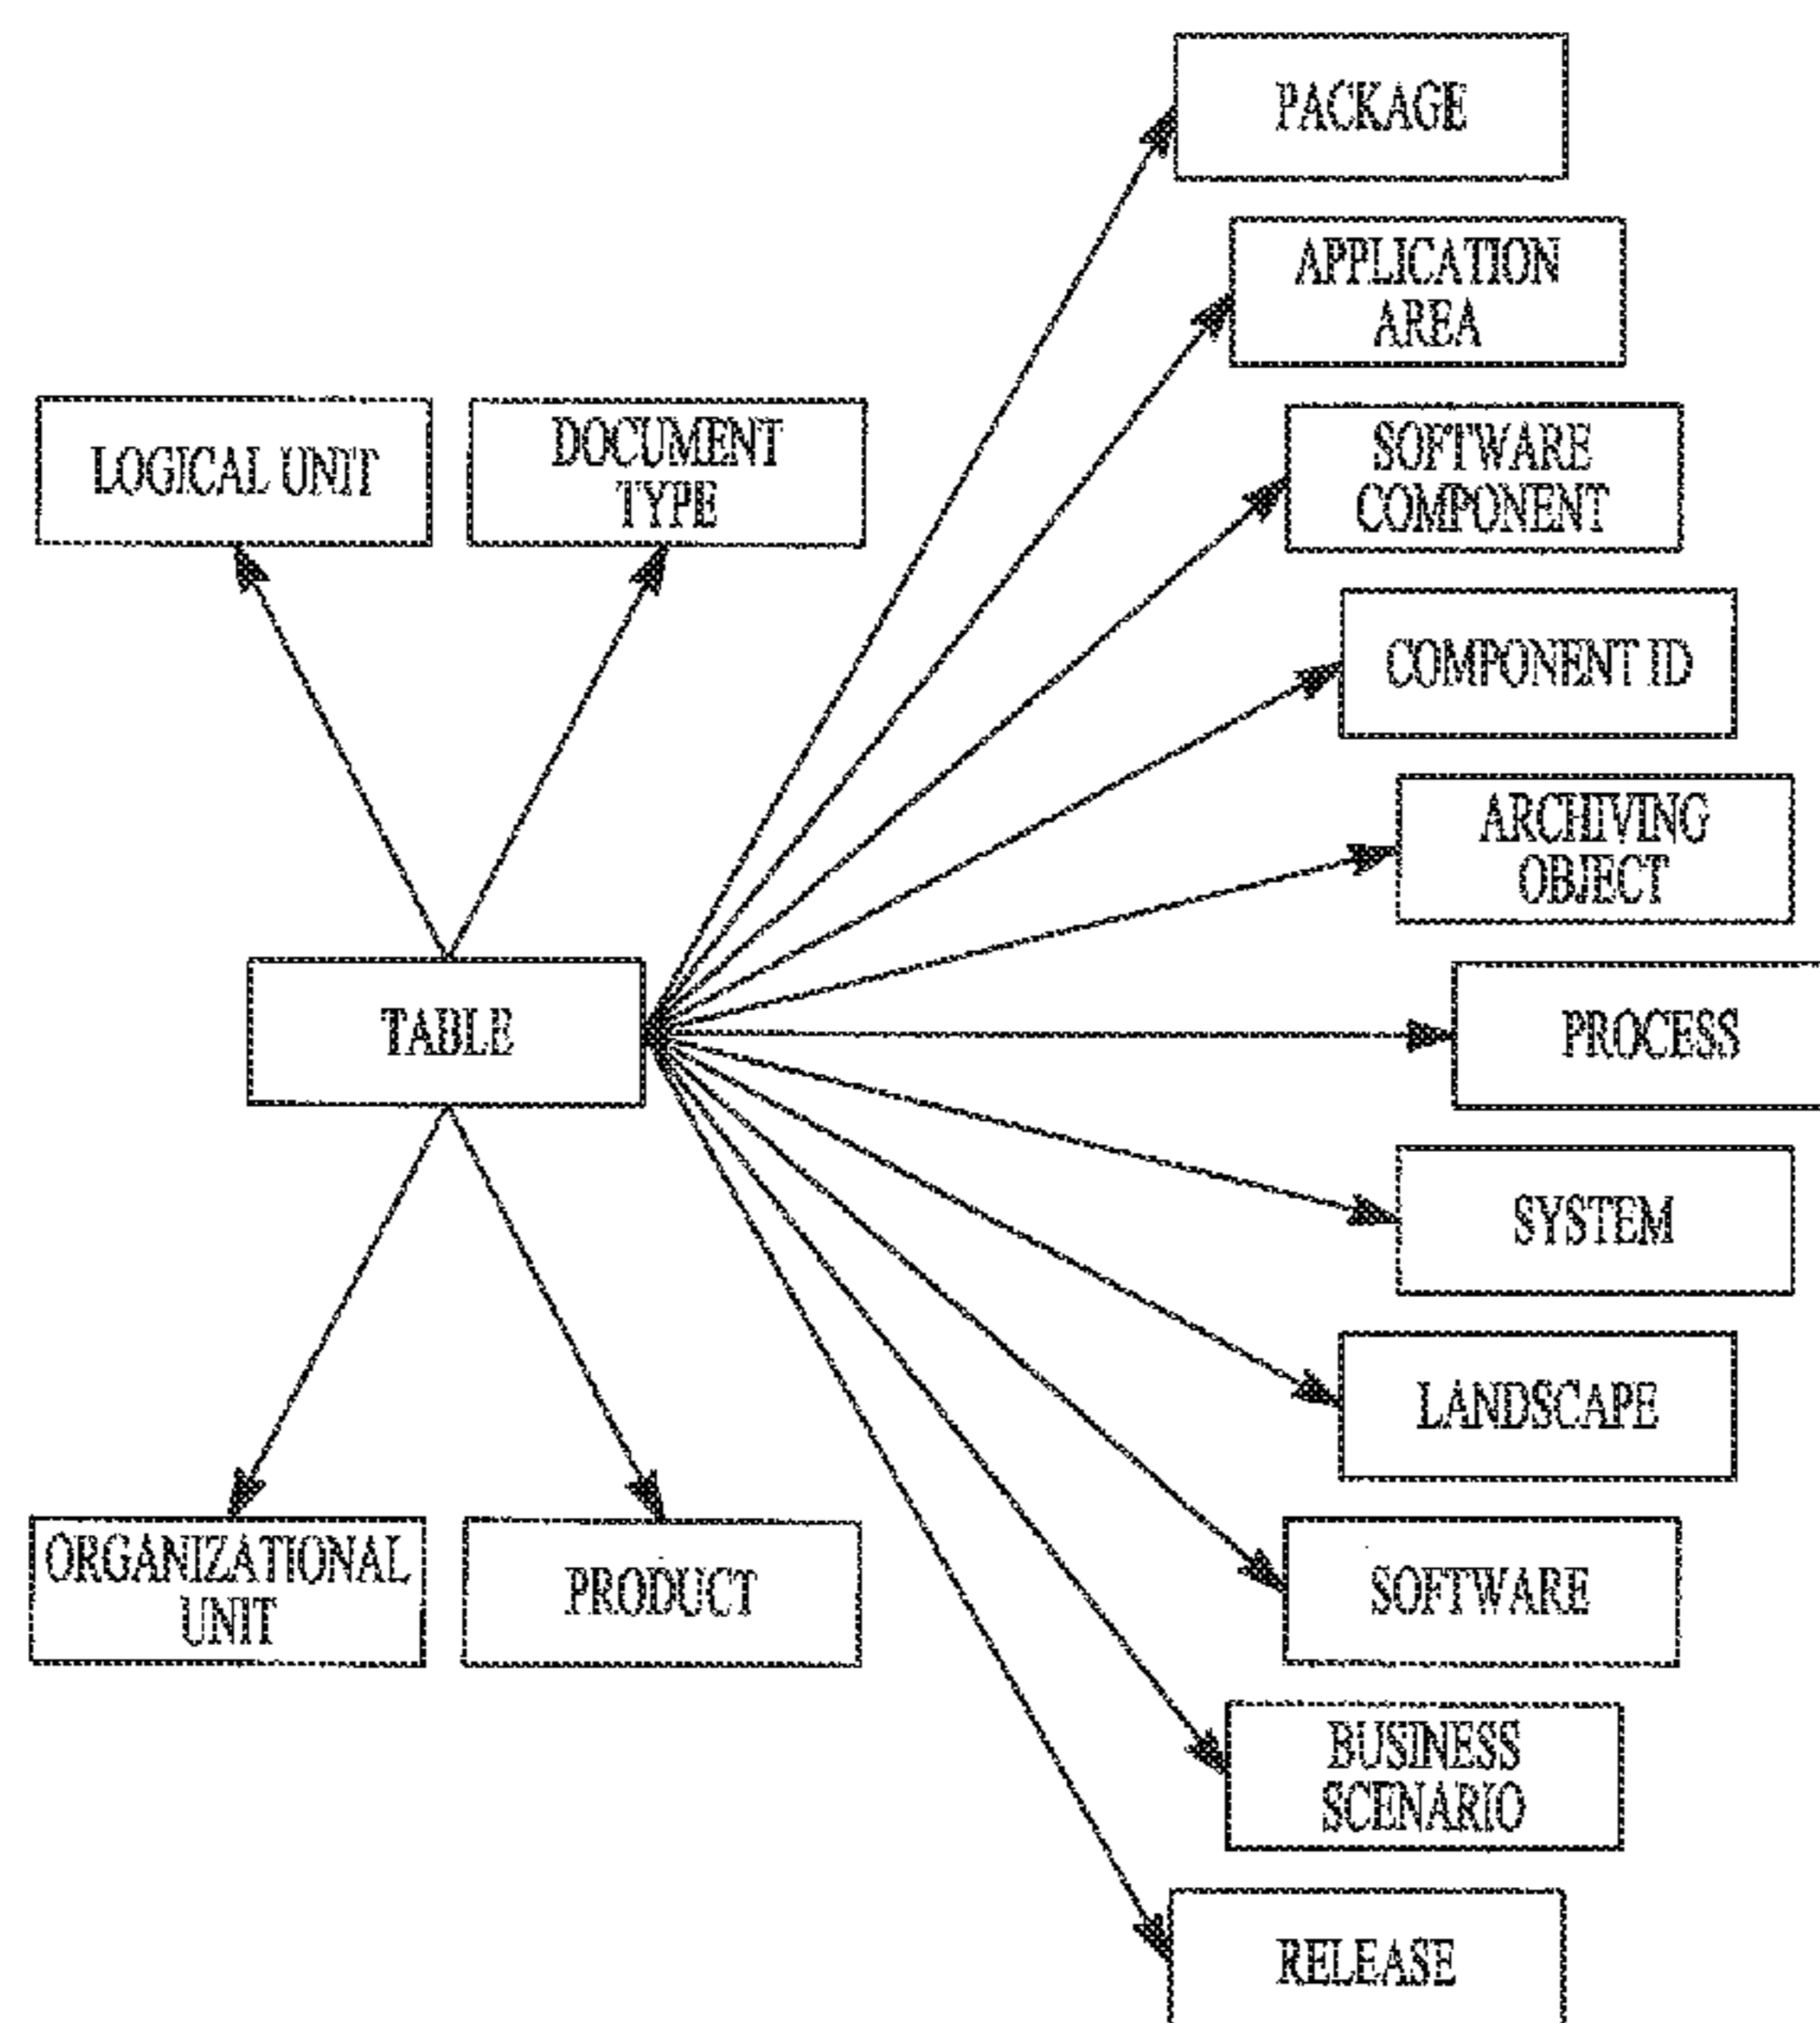 PACKAGE
APPLICATION
AREA
LOGICAL UNIT
DOCUMENT
TYPE
SOFTWARE
COMPONENT
COMPONENT ID
ARCHIVING
OBJECT
TABLE
PROCESS
SYSTEM
LANDSCAPE
ORGANIZATIONAL
UNIT
PRODUCT
SOFTWARE
BUSINESS
SCENARIO
RELEASE